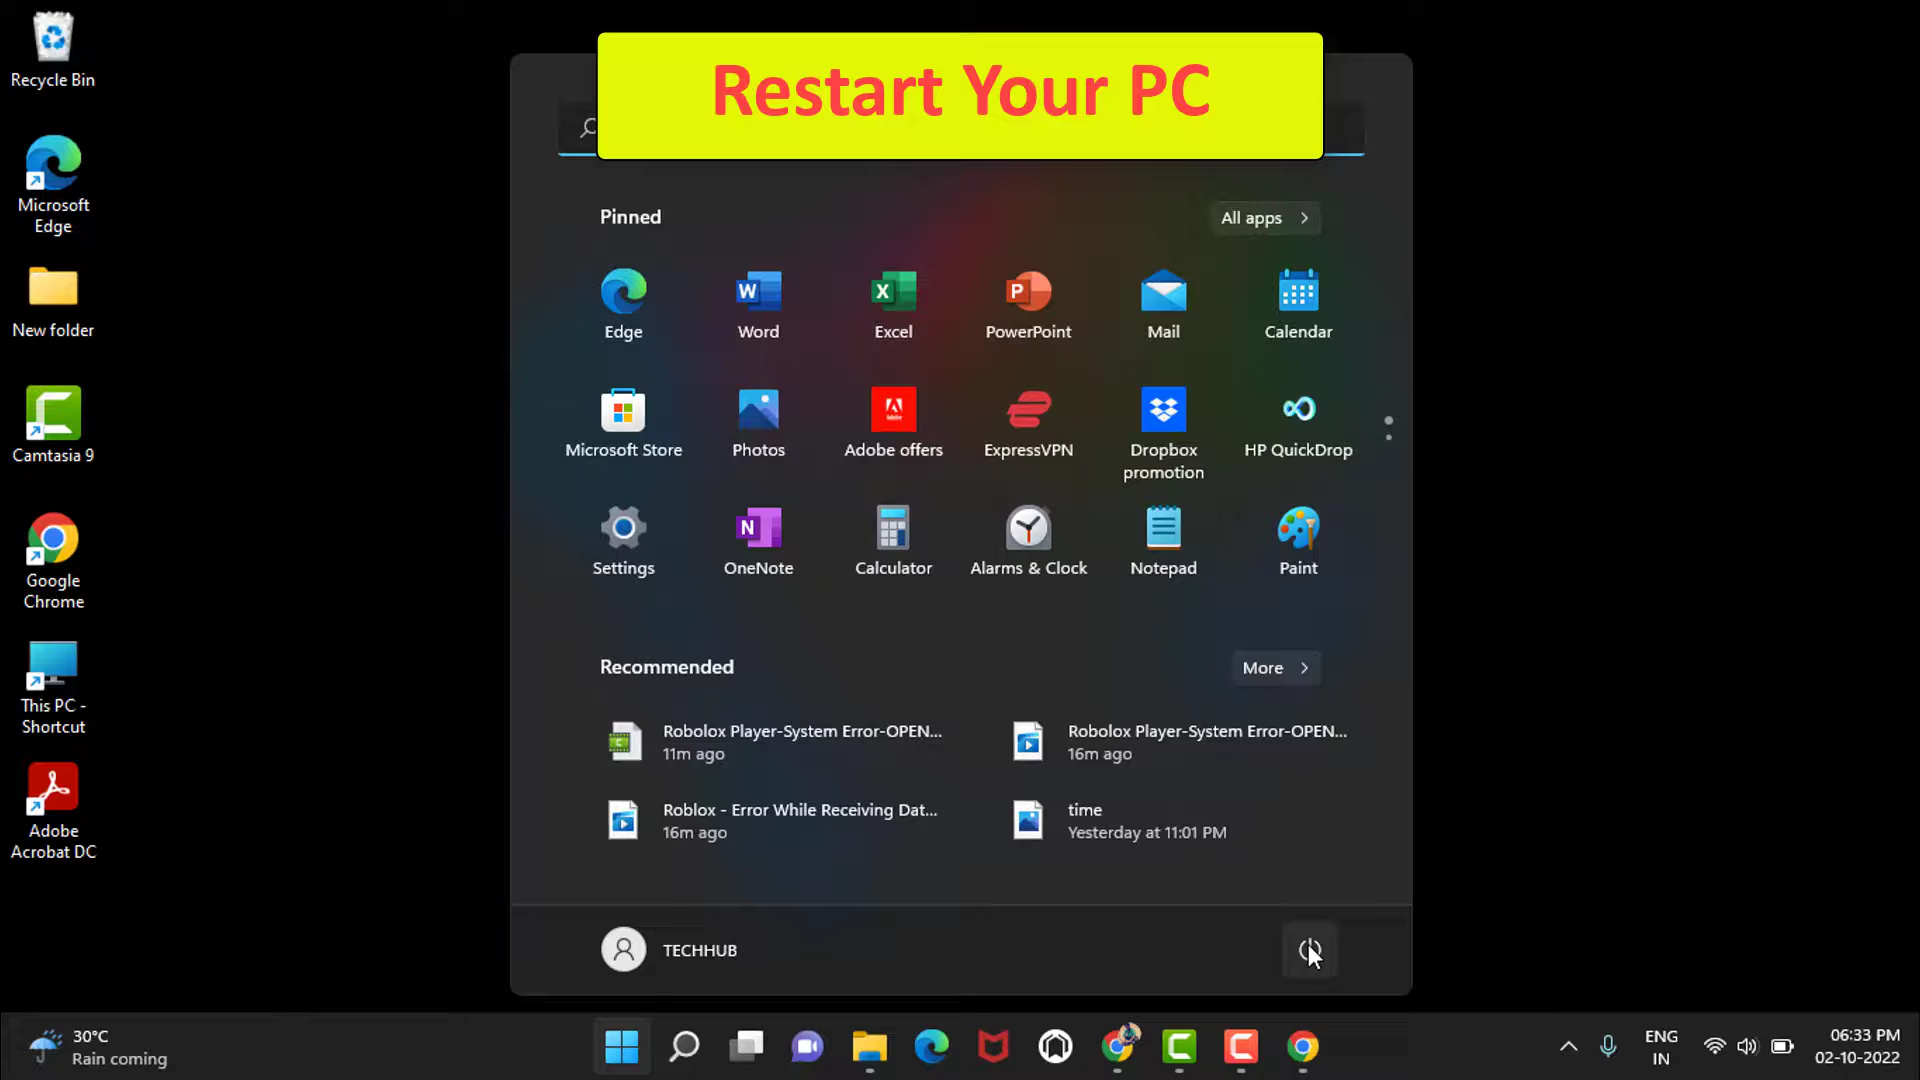 Restart Your PC
Recycle Bin
Microsoft
Edge
New folder
Camtasia 9
Google
Chrome
This PC -
Shortcut
Adobe
Acrobat DC
Pinned
All apps
Edge
Word
Excel
PowerPoint
Mail
Calendar
Microsoft Store
Photos
Adobe offers
ExpressVPN
Dropbox
promotion
HP QuickDrop
Settings
OneNote
Calculator
Alarms & Clock
Notepad
Paint
Recommended
More
Robolox Player-System Error-OPEN...
11m ago
Robolox Player-System Error-OPEN...
16m ago
Roblox - Error While Receiving Dat...
16m ago
time
Yesterday at 11:01 PM
TECHHUB
30°C
Rain coming
ENG
IN
06:33 PM
02-10-2022